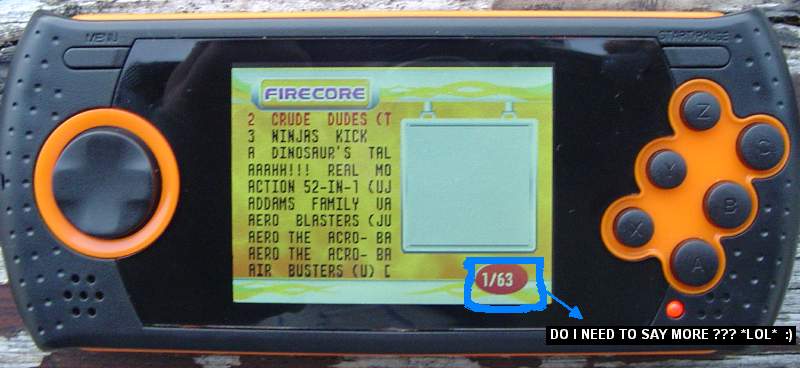 MENU
START/PAUSE
FIRECORE
2 CRUDE DUDES (T
3 NINJAS KICK
A DINOSAUR'S TAL
AAAHH!!! REAL MO
ACTION 52-IN-1 (UJ
ADDAMS FAMILY VA
AERO BLASTERS (JU
AERO THE ACRO- BA
AERO THE ACRO- BA
AIR BUSTERS (U) C
1/63
Z
C
Y
B
X
A
DO I NEED TO SAY MORE ??? *LOL* :)